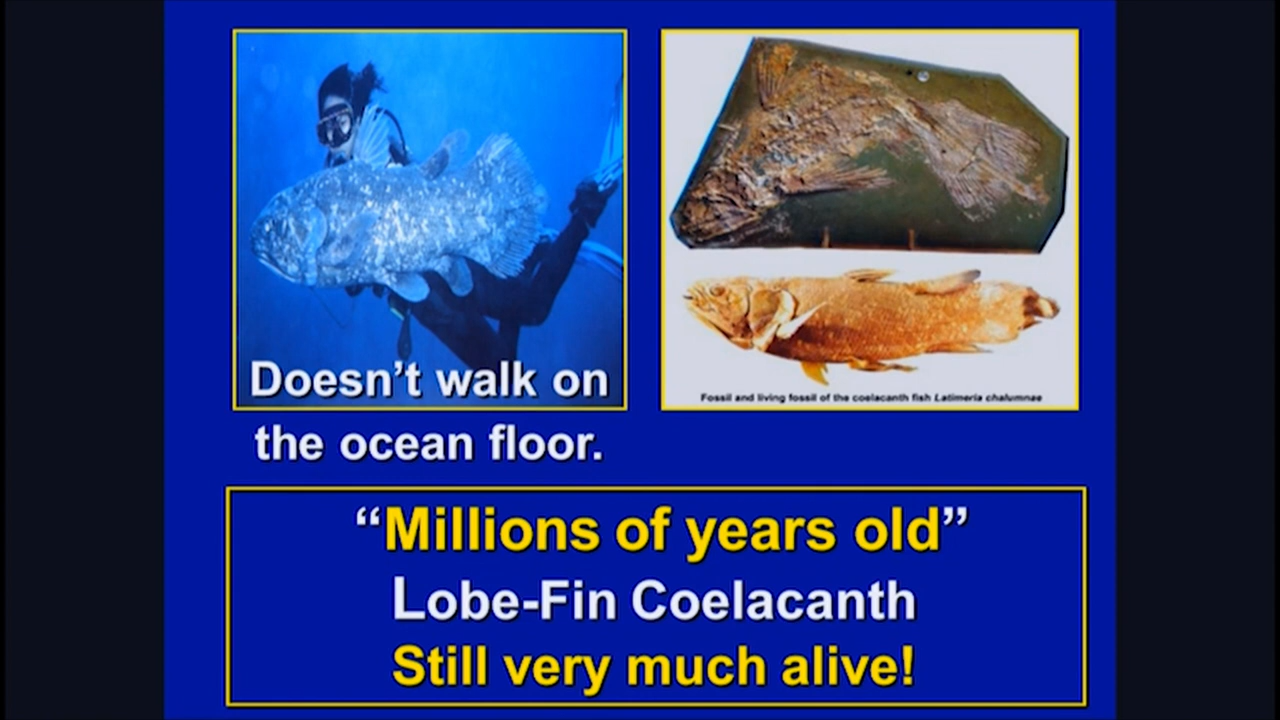 Doesn't walk on
the ocean floor.
Fossil and living fossil of the coelacanth fish Latimeria chalumnae
“Millions of years old”
Lobe-Fin Coelacanth
Still very much alive!